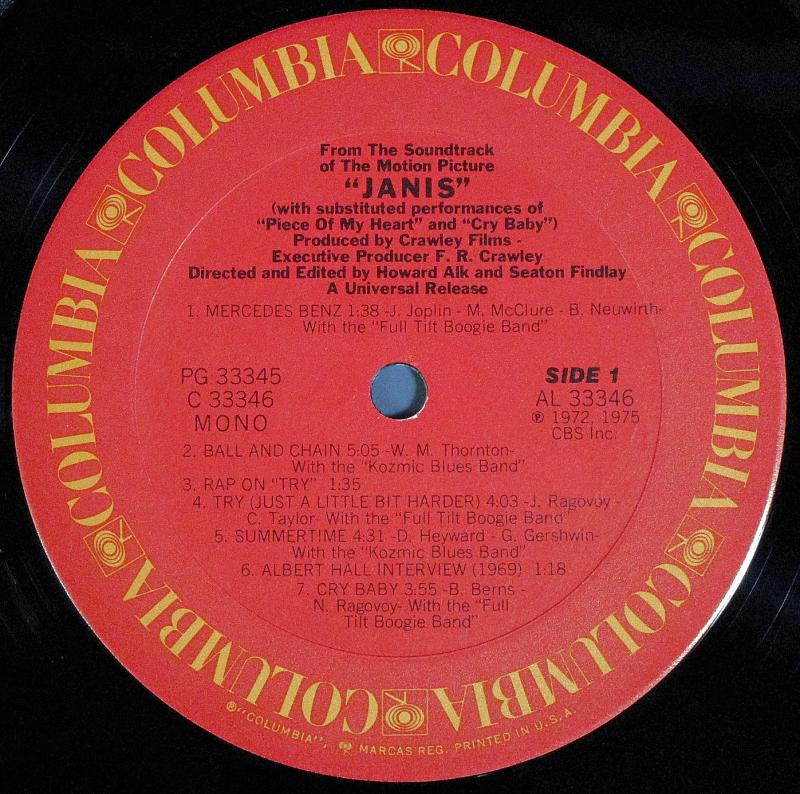 COLUMBIA COLUMBIA COLUMBIA COLUMBIA COLUMBIA COLUMBIA COLUMBIA COLUMBIA
From The Soundtrack
of The Motion Picture
"JANIS"
(with substituted performances of
"Piece Of My Heart" and "Cry Baby")
Produced by Crawley Films -
Executive Producer F. R. Crawley
Directed and Edited by Howard Alk and Seaton Findlay
A Universal Release
1. MERCEDES BENZ 1:38 -J. Joplin - M. McClure - B. Neuwirth-
With the "Full Tilt Boogie Band"
PG 33345
C 33346
MONO
SIDE 1
AL 33346
℗ 1972, 1975
CBS Inc.
2. BALL AND CHAIN 5:05 -W. M. Thornton-
With the "Kozmic Blues Band"
3. RAP ON "TRY" 1:35
4. TRY (JUST A LITTLE BIT HARDER) 4:03 -J. Ragovoy -
C. Taylor- With the "Full Tilt Boogie Band"
5. SUMMERTIME 4:31 -D. Heyward - G. Gershwin-
With the "Kozmic Blues Band"
6. ALBERT HALL INTERVIEW (1969) 1:18
7. CRY BABY 3:55 -B. Berns -
N. Ragovoy- With the "Full
Tilt Boogie Band"
®"COLUMBIA", MARCAS REG. PRINTED IN U.S.A.